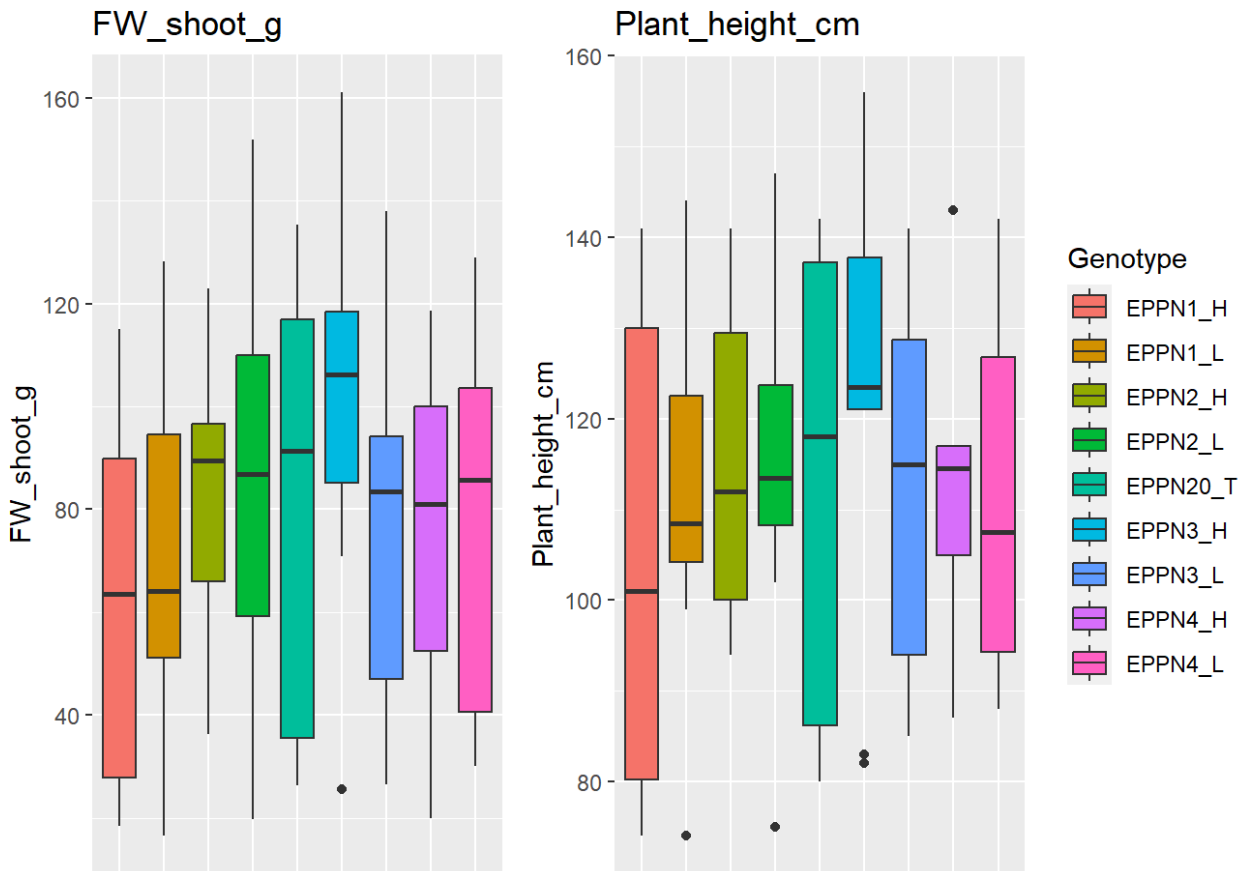 FW_shoot_g
FW_shoot_g
160
120
80
40
Plant_height_cm
Plant_height_cm
160
140
120
100
80
Genotype
EPPN1_H
EPPN1_L
EPPN2_H
EPPN2_L
EPPN20_T
EPPN3_H
EPPN3_L
EPPN4_H
EPPN4_L